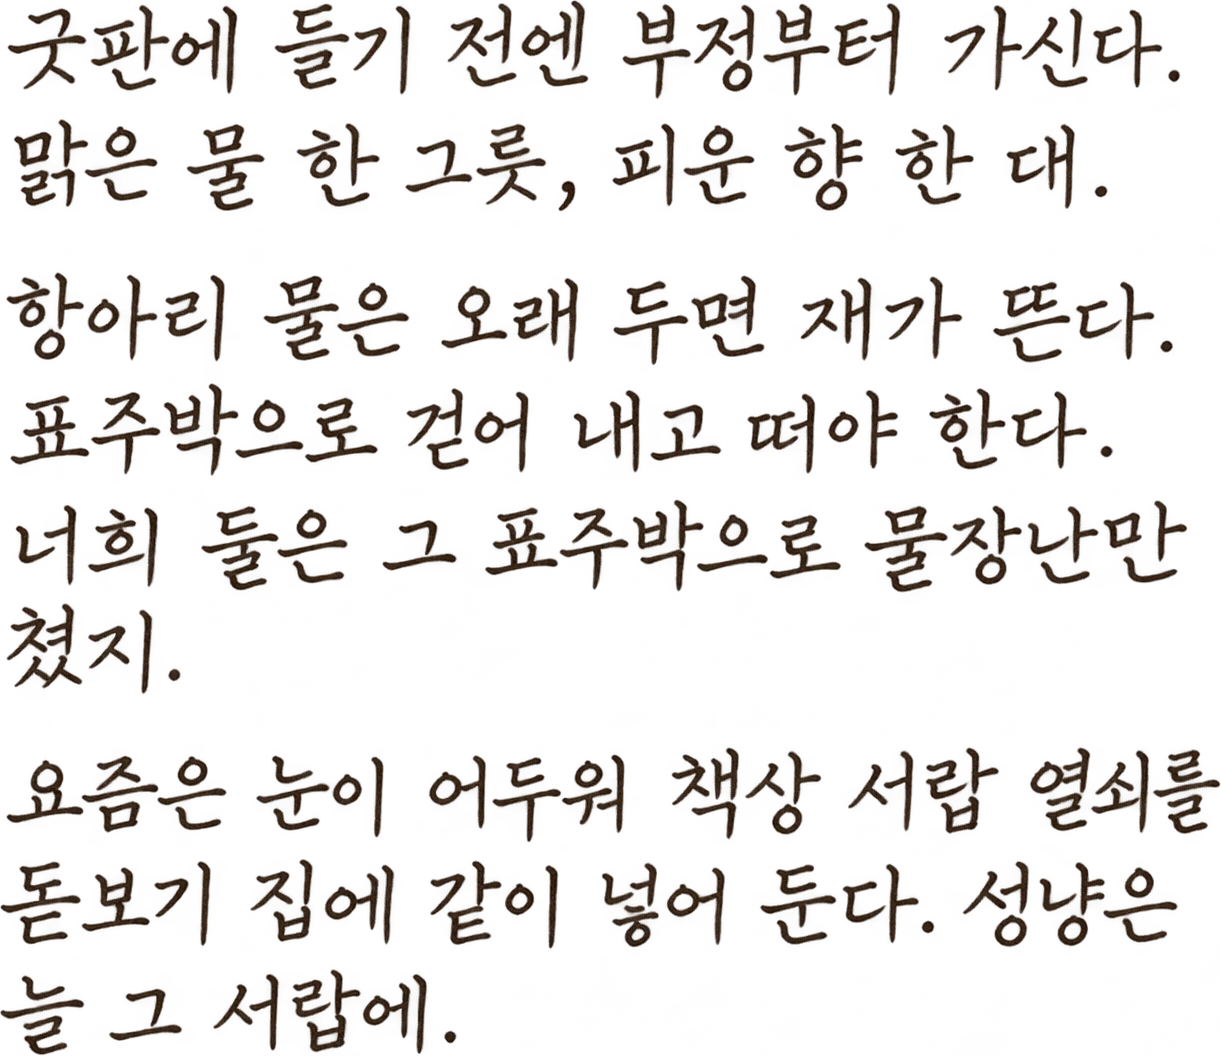 굿판에 들기 전엔 부정부터 가신다.
맑은 물 한 그릇, 피운 향 한 대.
항아리 물은 오래 두면 재가 뜬다.
표주박으로 걷어 내고 떠야 한다.
너희 둘은 그 표주박으로 물장난만
쳤지.
요즘은 눈이 어두워 책상 서랍 열쇠를
돋보기 집에 같이 넣어 둔다. 성냥은
늘 그 서랍에.